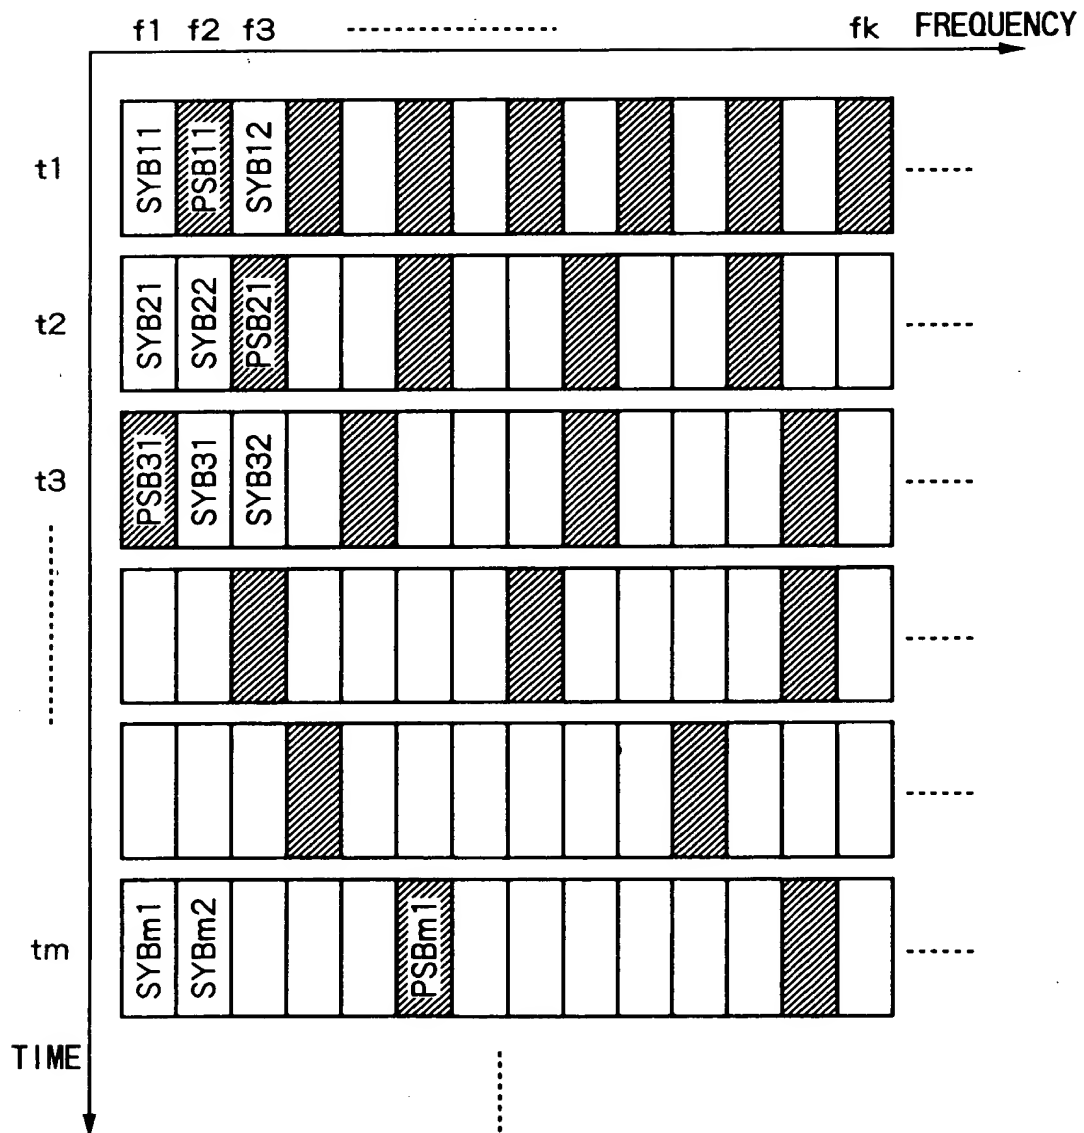 f1 f2 f3 fk FREQUENCY
t1 SYB11 PSB11 SYB12
t2 SYB21 SYB22 PSB21
t3 PSB31 SYB31 SYB32
tm SYBm1 SYBm2 PSBm1
TIME